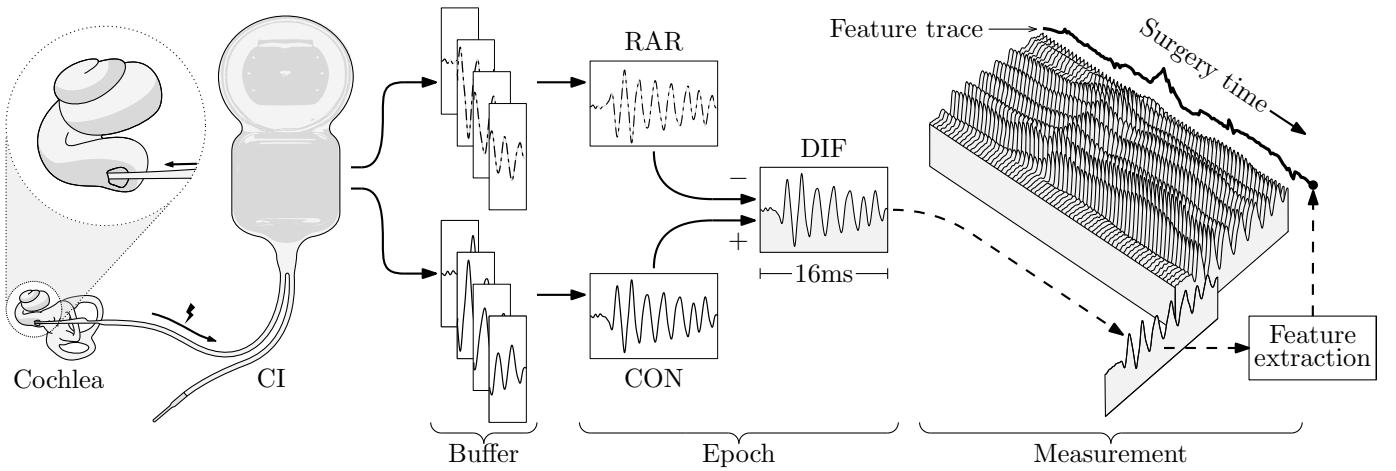 Cochlea
CI
Buffer
RAR
CON
DIF
−
+
16ms
Epoch
Feature trace
Surgery time
Feature
extraction
Measurement